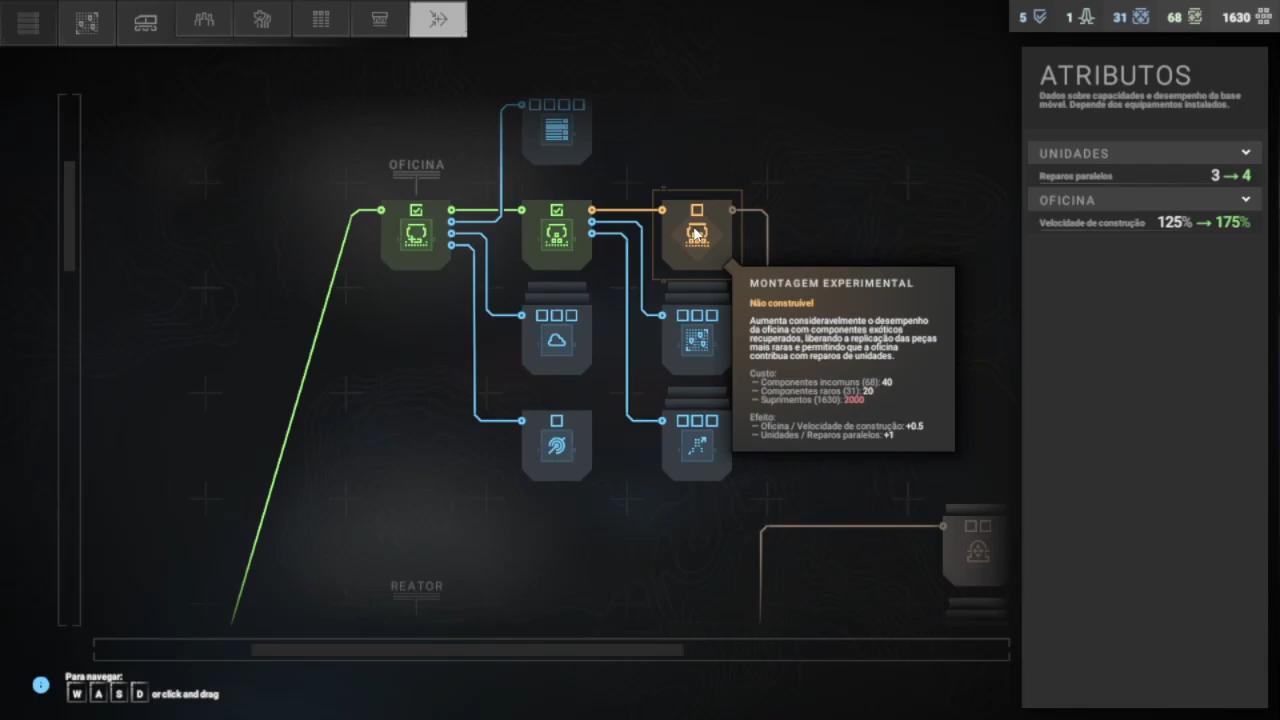 5 1 31 68 1630
ATRIBUTOS
Dados sobre capacidades e desempenho da base
móvel. Depende dos equipamentos instalados.
UNIDADES
Reparos paralelos 3 → 4
OFICINA
Velocidade de construção 125% → 175%
OFICINA
MONTAGEM EXPERIMENTAL
Não construível
Aumenta consideravelmente o desempenho
da oficina com componentes exóticos
recuperados, liberando a replicação das peças
mais raras e permitindo que a oficina
contribua com reparos de unidades.
Custo:
— Componentes incomuns (68): 40
— Componentes raros (31): 20
— Suprimentos (1630): 2000
Efeito:
— Oficina / Velocidade de construção: +0.5
— Unidades / Reparos paralelos: +1
REATOR
Para navegar:
W A S D or click and drag